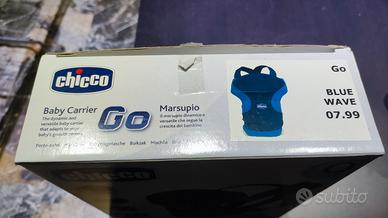 chicco
Baby Carrier
The dynamic and
versatile baby carrier
that adapts to your
baby's growth
Go
Marsupio
Il marsupio dinamico e
versatile che segue la
crescita del bambino
Go
BLUE
WAVE
07.99
subito